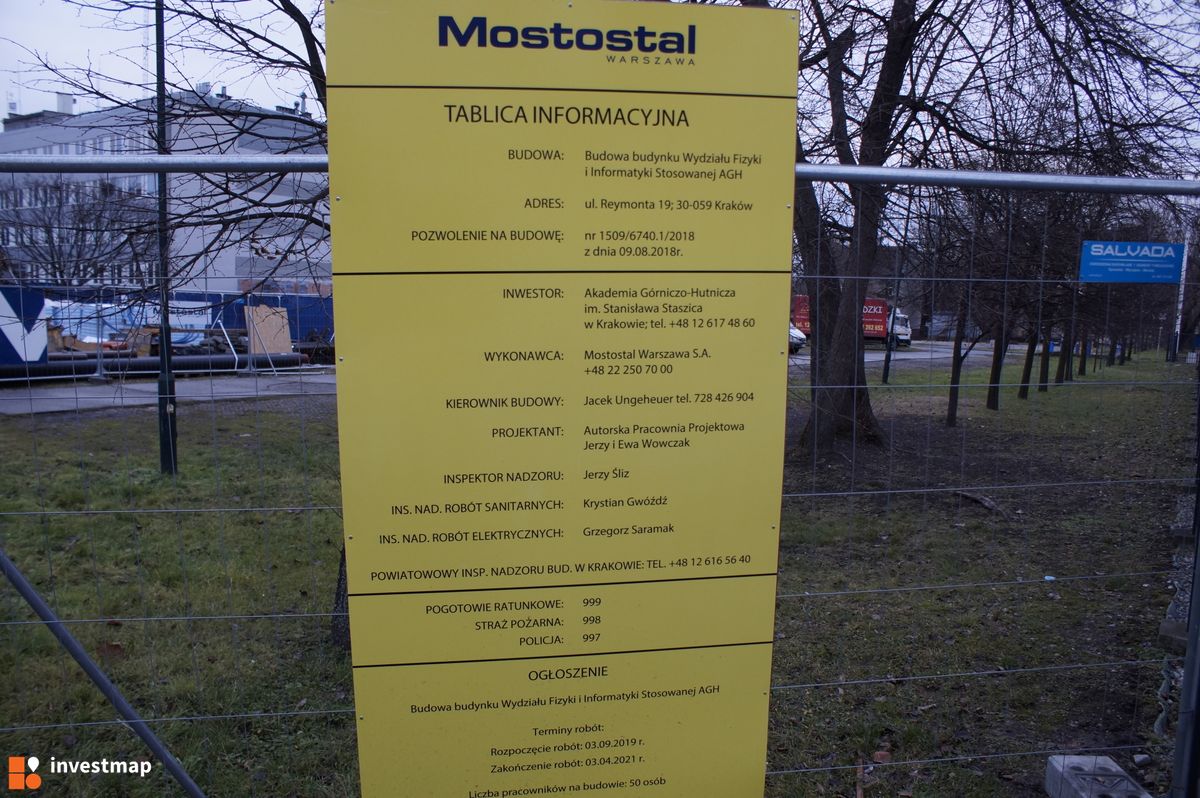 Mostostal
WARSZAWA
TABLICA INFORMACYJNA
BUDOWA: Budowa budynku Wydziału Fizyki
i Informatyki Stosowanej AGH
ADRES: ul. Reymonta 19; 30-059 Kraków
POZWOLENIE NA BUDOWĘ: nr 1509/6740.1/2018
z dnia 09.08.2018r.
INWESTOR: Akademia Górniczo-Hutnicza
im. Stanisława Staszica
w Krakowie; tel. +48 12 617 48 60
WYKONAWCA: Mostostal Warszawa S.A.
+48 22 250 70 00
KIEROWNIK BUDOWY: Jacek Ungeheuer tel. 728 426 904
PROJEKTANT: Autorska Pracownia Projektowa
Jerzy i Ewa Wowczak
INSPEKTOR NADZORU: Jerzy Śliz
INS. NAD. ROBÓT SANITARNYCH: Krystian Gwóźdź
INS. NAD. ROBÓT ELEKTRYCZNYCH: Grzegorz Saramak
POWIATOWY INSP. NADZORU BUD. W KRAKOWIE: TEL. +48 12 616 56 40
POGOTOWIE RATUNKOWE: 999
STRAŻ POŻARNA: 998
POLICJA: 997
OGŁOSZENIE
Budowa budynku Wydziału Fizyki i Informatyki Stosowanej AGH
Terminy robót:
Rozpoczęcie robót: 03.09.2019 r.
Zakończenie robót: 03.04.2021 r.
Liczba pracowników na budowie: 50 osób
SALVADA
investmap